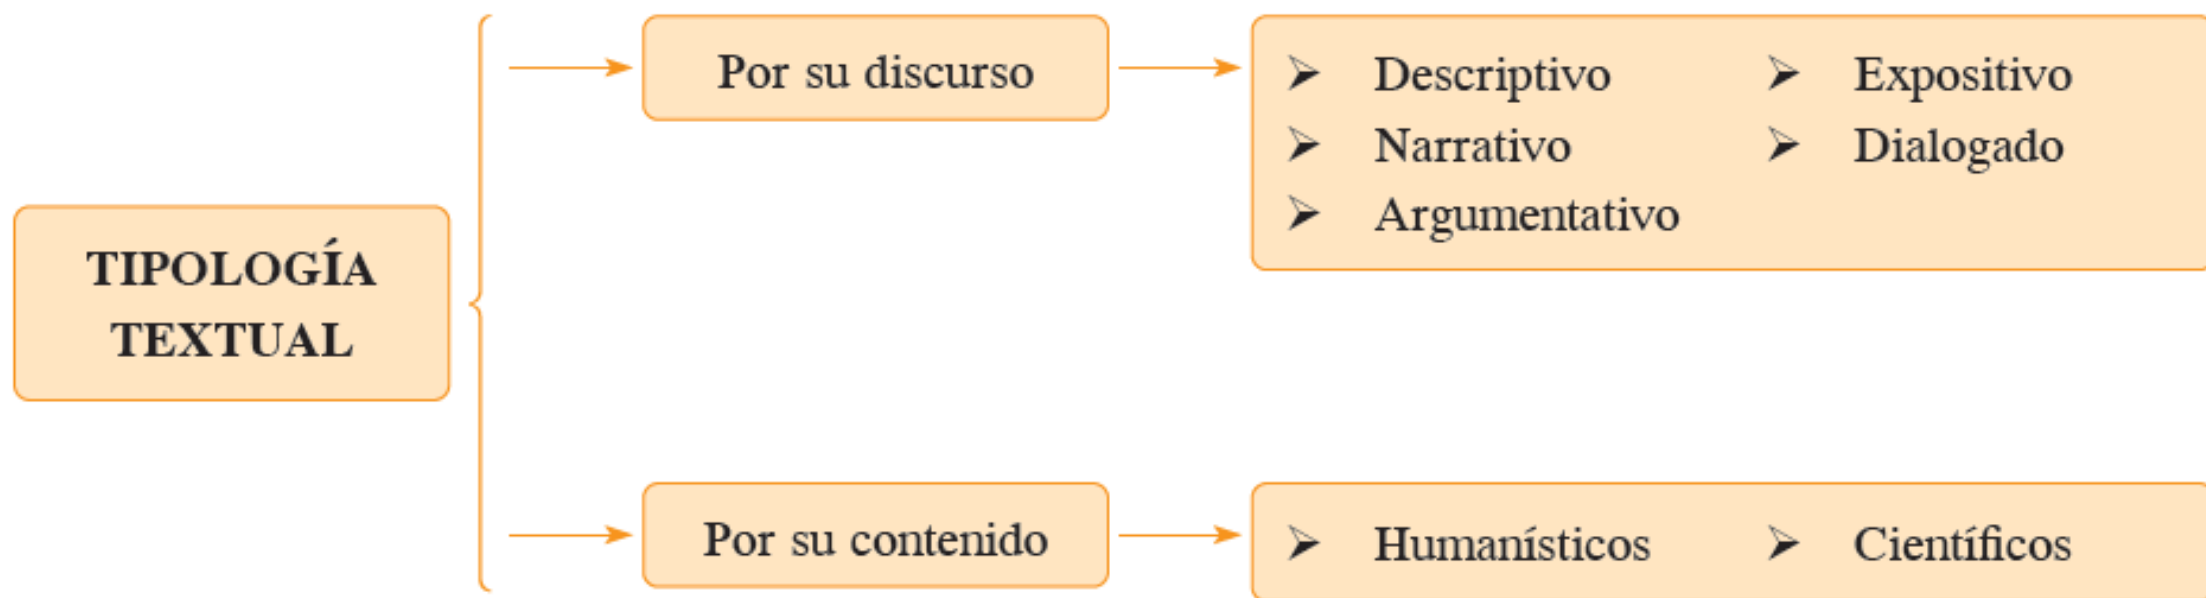 TIPOLOGÍA
TEXTUAL
Por su discurso
➢ Descriptivo
➢ Narrativo
➢ Argumentativo
➢ Expositivo
➢ Dialogado
Por su contenido
➢ Humanísticos
➢ Científicos